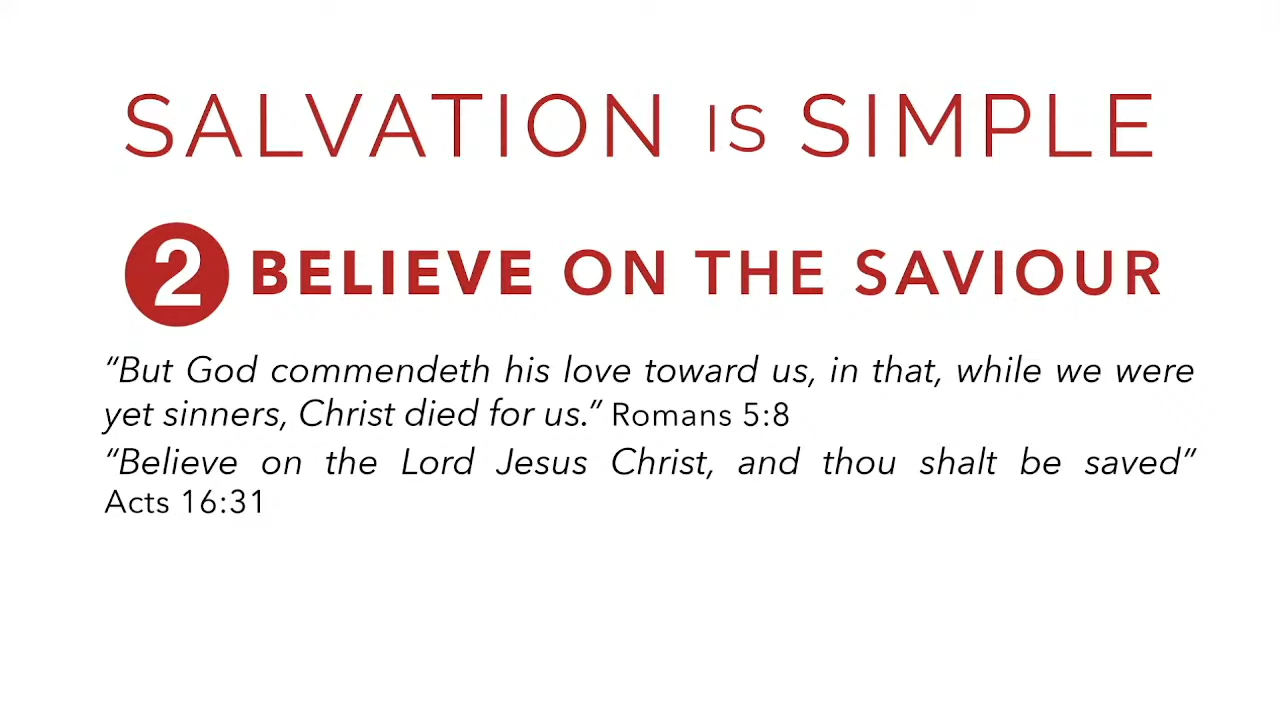 SALVATION IS SIMPLE
2 BELIEVE ON THE SAVIOUR
“But God commendeth his love toward us, in that, while we were
yet sinners, Christ died for us.” Romans 5:8
“Believe on the Lord Jesus Christ, and thou shalt be saved”
Acts 16:31